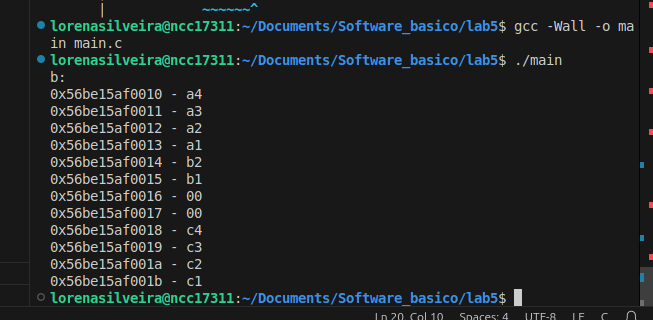 |            ~~~~~~^
lorenasilveira@ncc17311:~/Documents/Software_basico/lab5$ gcc -Wall -o ma
in main.c
lorenasilveira@ncc17311:~/Documents/Software_basico/lab5$ ./main
b:
0x56be15af0010 - a4
0x56be15af0011 - a3
0x56be15af0012 - a2
0x56be15af0013 - a1
0x56be15af0014 - b2
0x56be15af0015 - b1
0x56be15af0016 - 00
0x56be15af0017 - 00
0x56be15af0018 - c4
0x56be15af0019 - c3
0x56be15af001a - c2
0x56be15af001b - c1
lorenasilveira@ncc17311:~/Documents/Software_basico/lab5$
Ln 20, Col 10 Spaces: 4 UTF-8 LF C